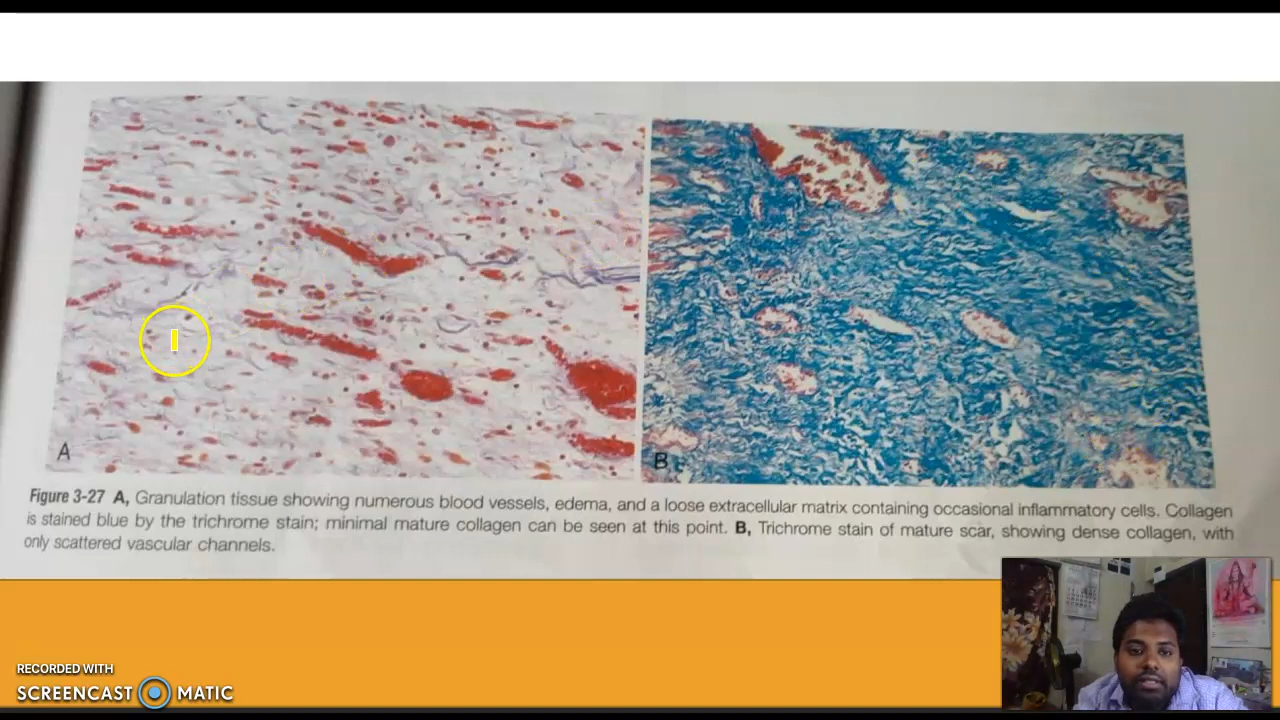 A
B
Figure 3-27 A, Granulation tissue showing numerous blood vessels, edema, and a loose extracellular matrix containing occasional inflammatory cells. Collagen
is stained blue by the trichrome stain; minimal mature collagen can be seen at this point. B, Trichrome stain of mature scar, showing dense collagen, with
only scattered vascular channels.
RECORDED WITH
SCREENCAST MATIC